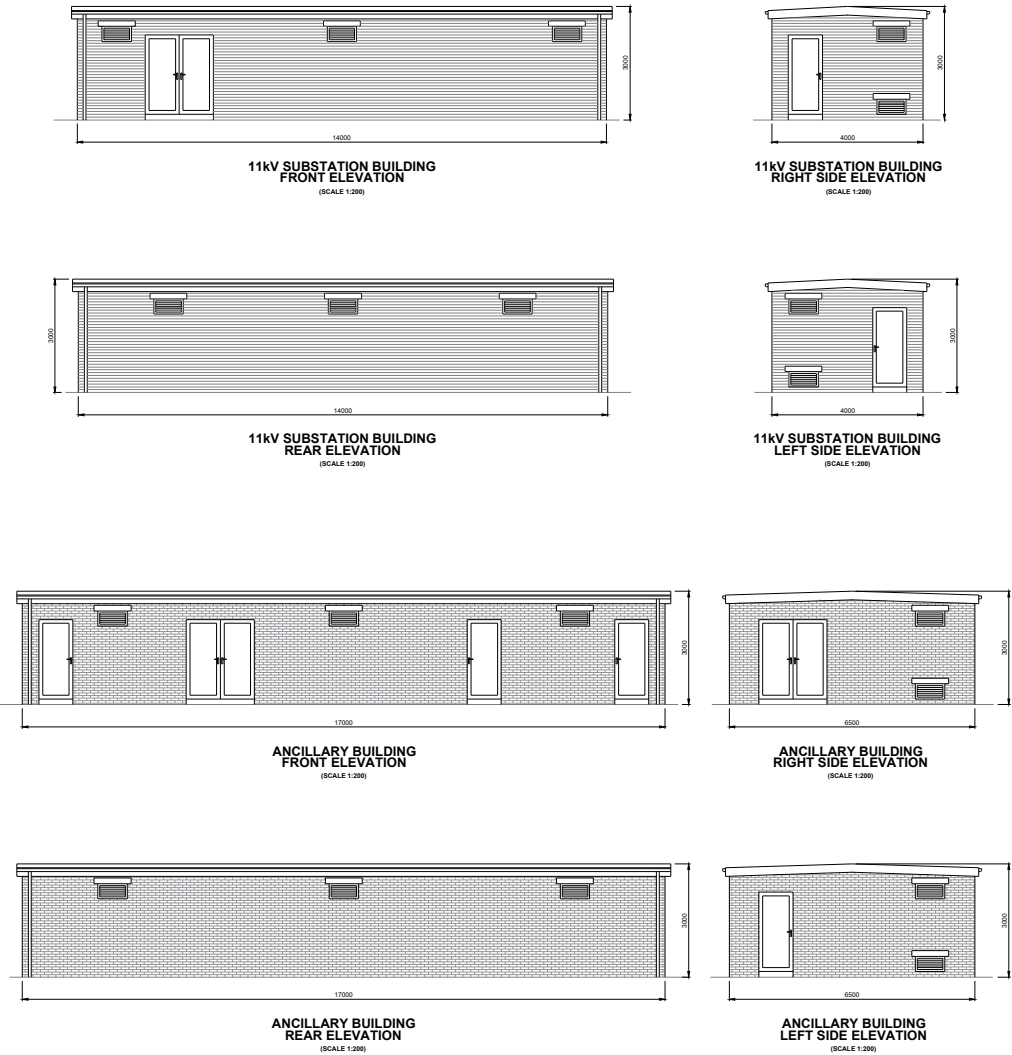 3000
3000
14000
4000
11kV SUBSTATION BUILDING
FRONT ELEVATION
(SCALE 1:200)
11kV SUBSTATION BUILDING
RIGHT SIDE ELEVATION
(SCALE 1:200)
3000
3000
14000
4000
11kV SUBSTATION BUILDING
REAR ELEVATION
(SCALE 1:200)
11kV SUBSTATION BUILDING
LEFT SIDE ELEVATION
(SCALE 1:200)
3000
3000
17000
6500
ANCILLARY BUILDING
FRONT ELEVATION
(SCALE 1:200)
ANCILLARY BUILDING
RIGHT SIDE ELEVATION
(SCALE 1:200)
3000
3000
17000
6500
ANCILLARY BUILDING
REAR ELEVATION
(SCALE 1:200)
ANCILLARY BUILDING
LEFT SIDE ELEVATION
(SCALE 1:200)